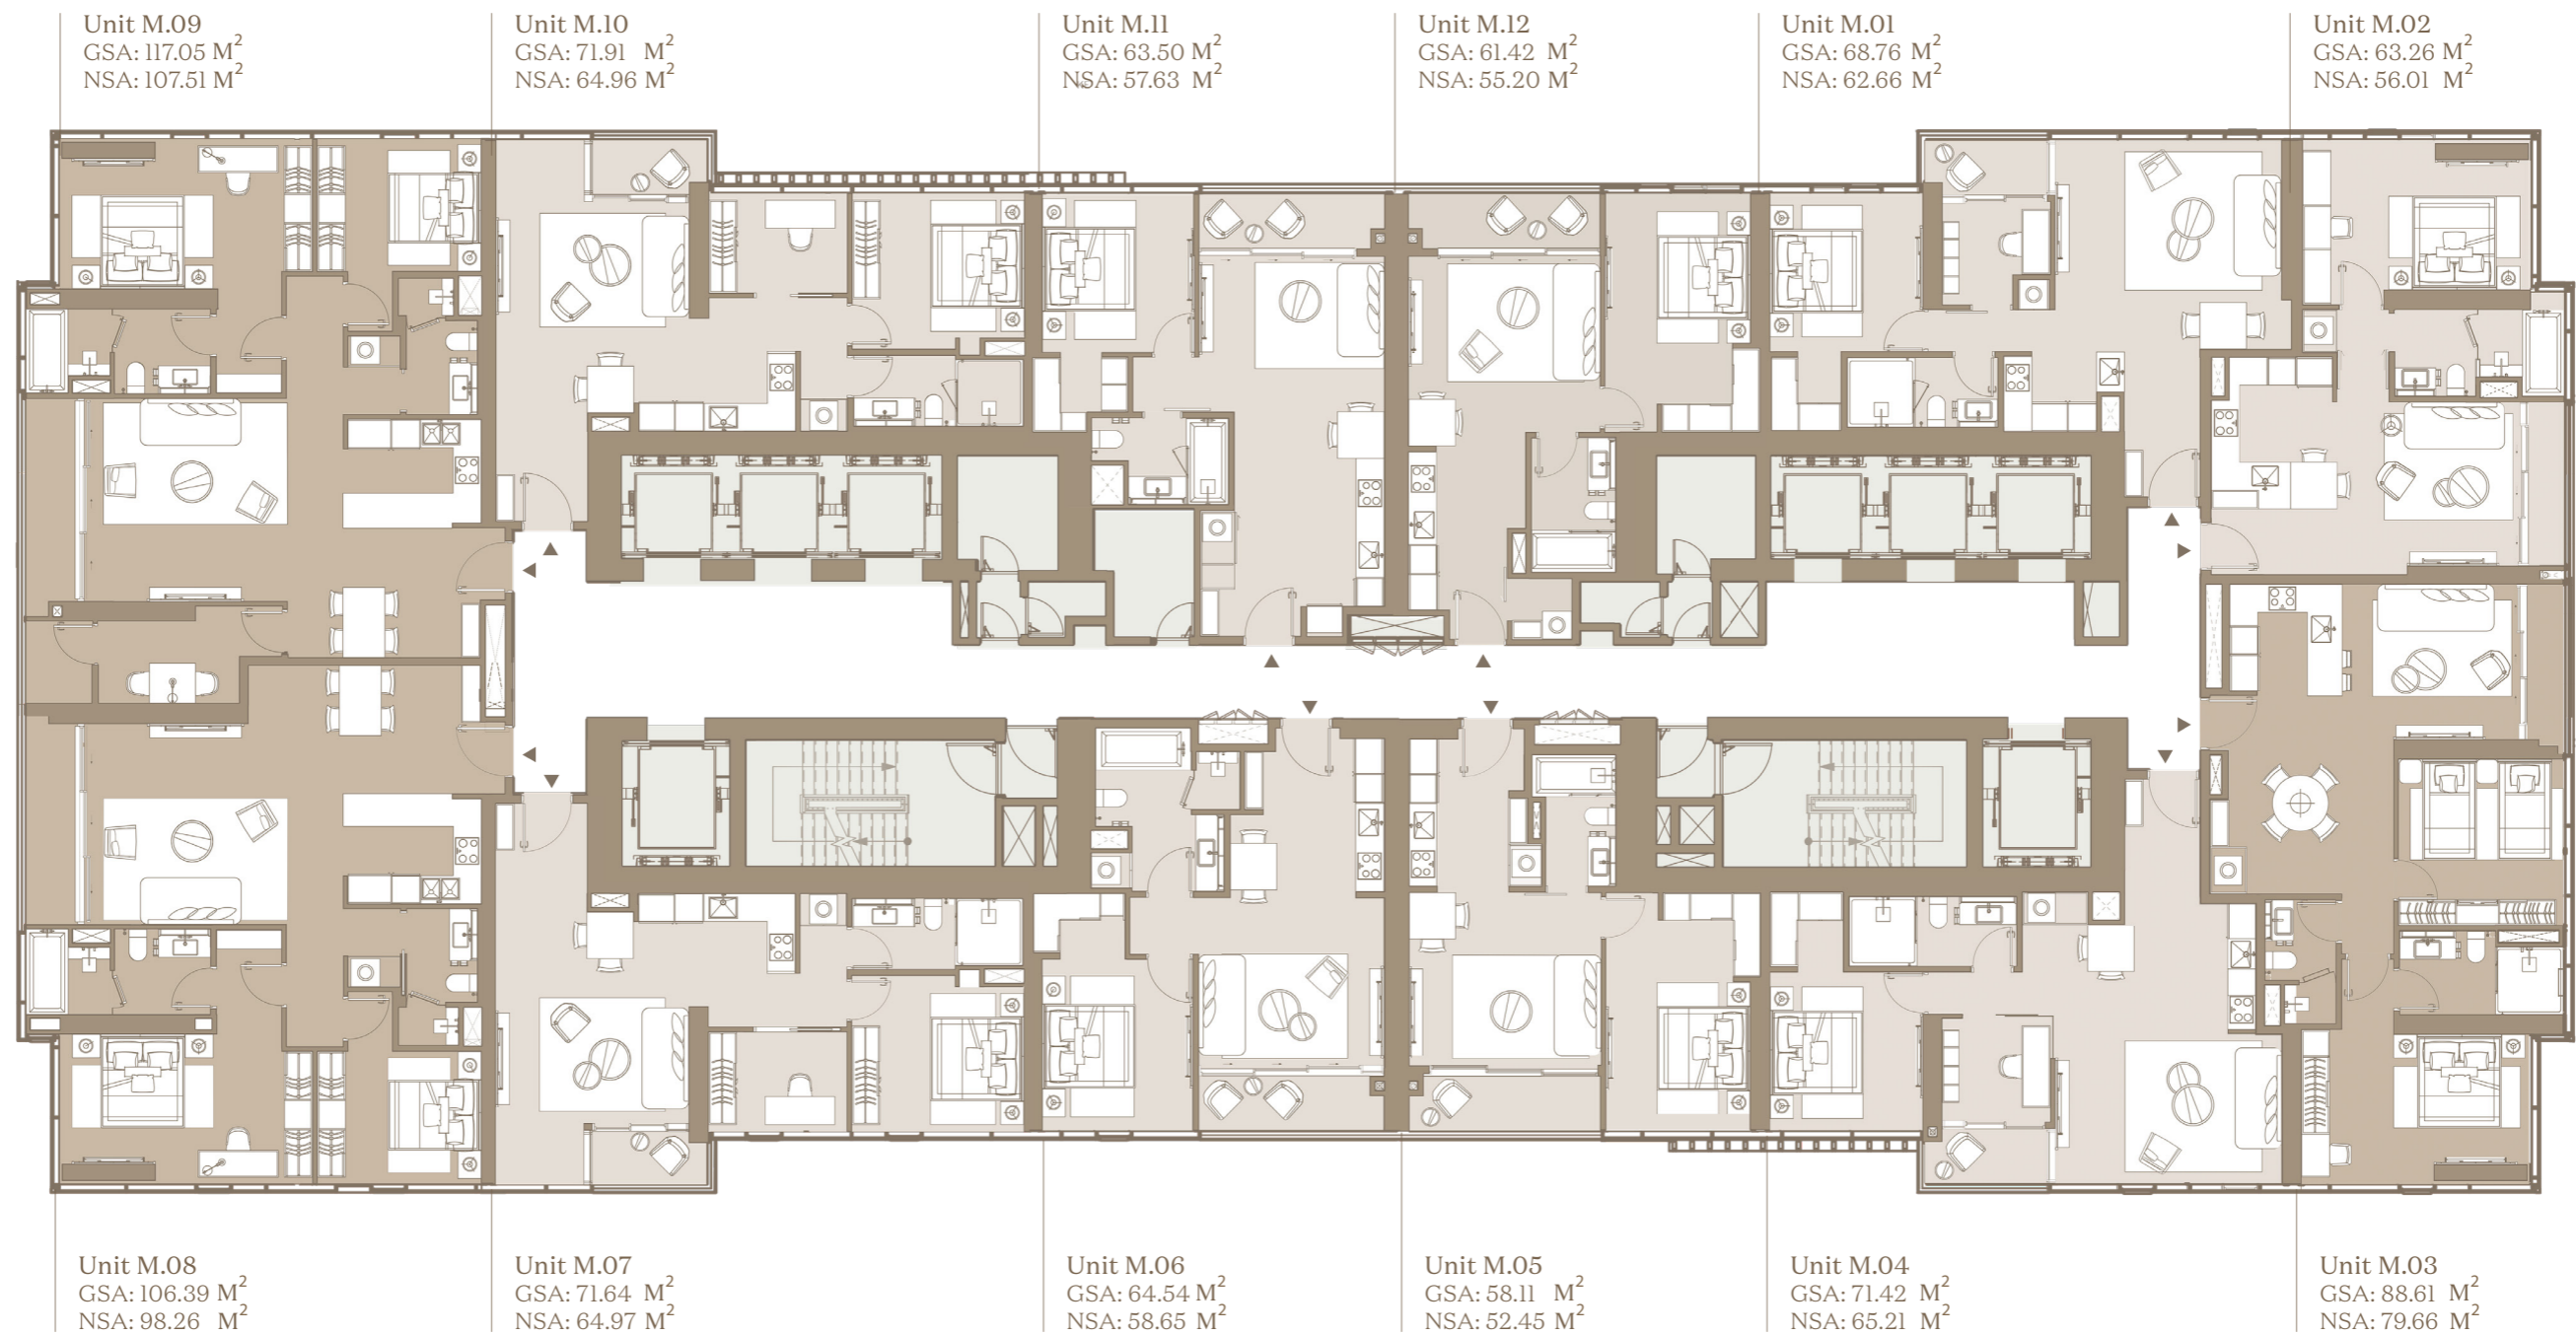 Unit M.09
GSA: 117.05 M²
NSA: 107.51 M²
Unit M.10
GSA: 71.91 M²
NSA: 64.96 M²
Unit M.11
GSA: 63.50 M²
NSA: 57.63 M²
Unit M.12
GSA: 61.42 M²
NSA: 55.20 M²
Unit M.01
GSA: 68.76 M²
NSA: 62.66 M²
Unit M.02
GSA: 63.26 M²
NSA: 56.01 M²
Unit M.08
GSA: 106.39 M²
NSA: 98.26 M²
Unit M.07
GSA: 71.64 M²
NSA: 64.97 M²
Unit M.06
GSA: 64.54 M²
NSA: 58.65 M²
Unit M.05
GSA: 58.11 M²
NSA: 52.45 M²
Unit M.04
GSA: 71.42 M²
NSA: 65.21 M²
Unit M.03
GSA: 88.61 M²
NSA: 79.66 M²